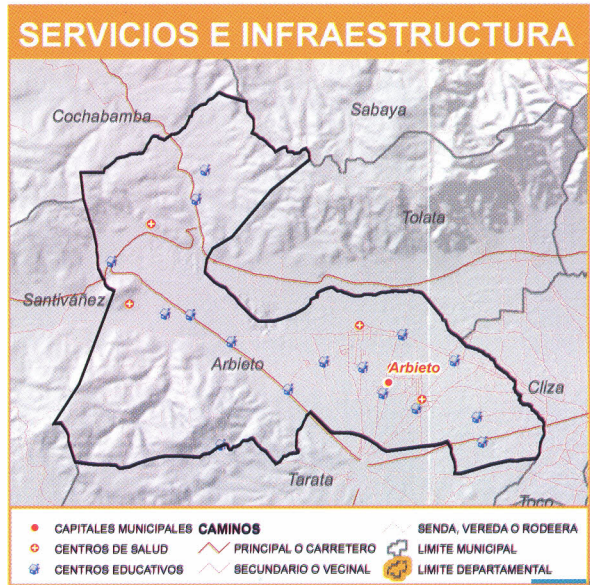 SERVICIOS E INFRAESTRUCTURA
Cochabamba
Sabaya
Tolata
Santiváñez
Arbieto
Arbieto
Cliza
Tarata
Toco
CAPITALES MUNICIPALES
CENTROS DE SALUD
CENTROS EDUCATIVOS
CAMINOS
PRINCIPAL O CARRETERO
SECUNDARIO O VECINAL
SENDA, VEREDA O RODEERA
LIMITE MUNICIPAL
LIMITE DEPARTAMENTAL